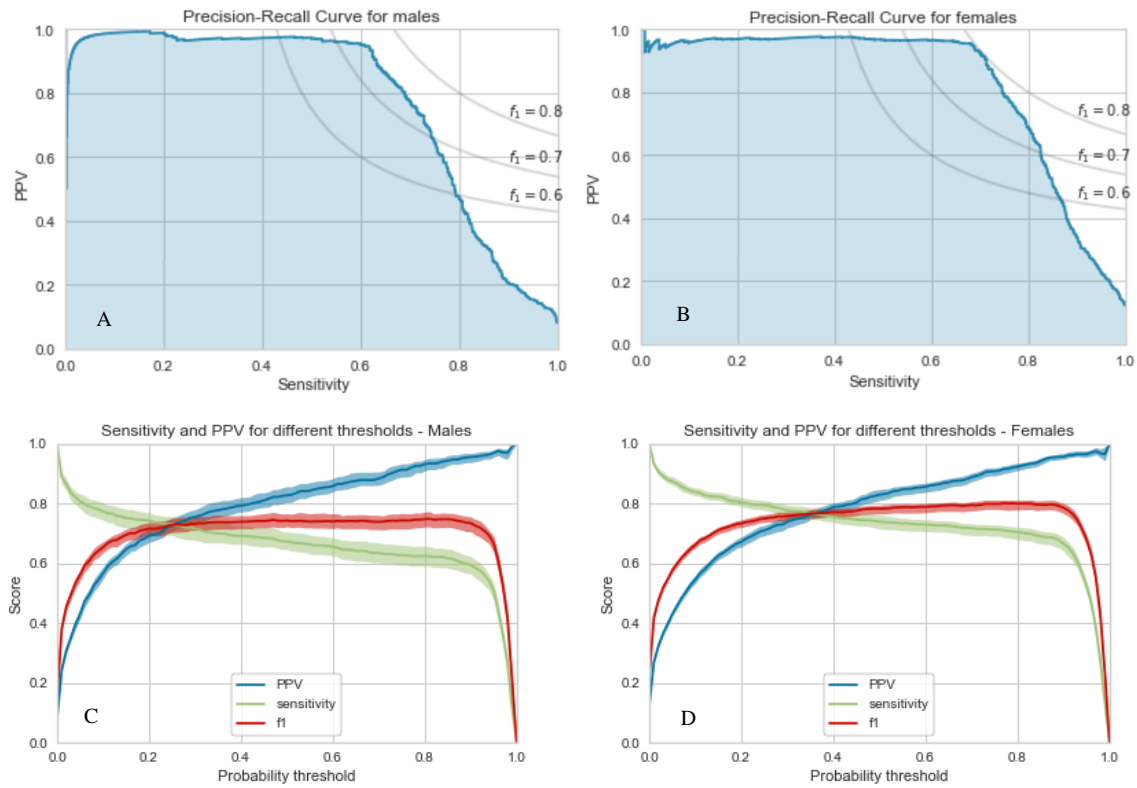 Precision-Recall Curve for males
1.0
0.8
0.6
0.4
0.2
0.0
PPV
f₁ = 0.8
f₁ = 0.7
f₁ = 0.6
A
0.0 0.2 0.4 0.6 0.8 1.0
Sensitivity
Precision-Recall Curve for females
1.0
0.8
0.6
0.4
0.2
0.0
PPV
f₁ = 0.8
f₁ = 0.7
f₁ = 0.6
B
0.0 0.2 0.4 0.6 0.8 1.0
Sensitivity
Sensitivity and PPV for different thresholds - Males
1.0
0.8
0.6
0.4
0.2
0.0
Score
PPV
sensitivity
f1
C
0.0 0.2 0.4 0.6 0.8 1.0
Probability threshold
Sensitivity and PPV for different thresholds - Females
1.0
0.8
0.6
0.4
0.2
0.0
Score
PPV
sensitivity
f1
D
0.0 0.2 0.4 0.6 0.8 1.0
Probability threshold